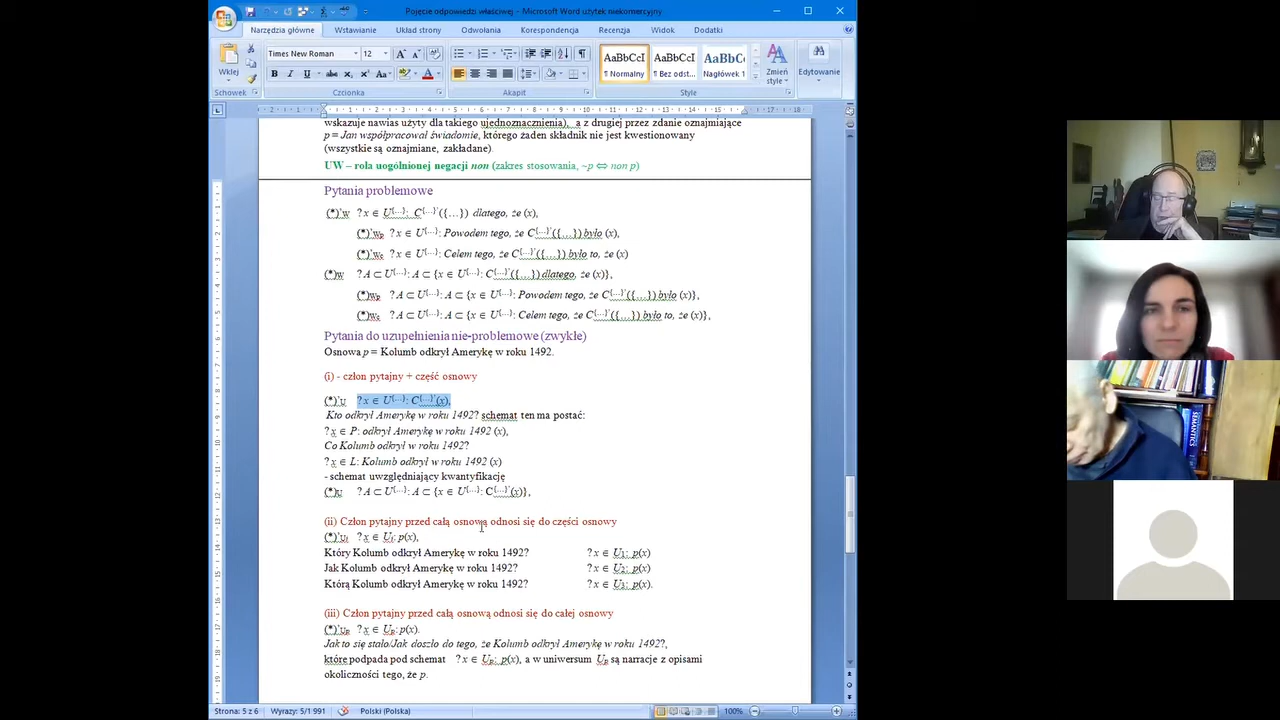 Pojęcie odpowiedzi właściwej - Microsoft Word użytek niekomercyjny
Narzędzia główne Wstawianie Układ strony Odwołania Korespondencja Recenzja Widok Dodatki
Times New Roman 12
Wklej
AaBbCcI AaBbCcI AaBbC
¶ Normalny ¶ Bez odst... Nagłówek 1
Zmień style
Edytowanie
Schowek Czcionka Akapit Style
wskazuje nawias użyty dla takiego ujednoznacznienia), a z drugiej przez zdanie oznajmiające
p = Jan współpracował świadomie, którego żaden składnik nie jest kwestionowany
(wszystkie są oznajmiane, zakładane).
UW – rola uogólnionej negacji non (zakres stosowania, ~p ⇔ non p)
Pytania problemowe
(*)'w ? x ∈ U{…}: C{…}'({…}) dlatego, że (x),
(*)'wp ? x ∈ U{…}: Powodem tego, że C{…}'({…}) było (x),
(*)'wc ? x ∈ U{…}: Celem tego, że C{…}'({…}) było to, że (x)
(*)w ? A ⊂ U{…}: A ⊂ {x ∈ U{…}: C{…}'({…}) dlatego, że (x)},
(*)wp ? A ⊂ U{…}: A ⊂ {x ∈ U{…}: Powodem tego, że C{…}'({…}) było (x)},
(*)wc ? A ⊂ U{…}: A ⊂ {x ∈ U{…}: Celem tego, że C{…}'({…}) było to, że (x)},
Pytania do uzupełnienia nie-problemowe (zwykłe)
Osnowa p = Kolumb odkrył Amerykę w roku 1492.
(i) - człon pytajny + część osnowy
(*)'U ? x ∈ U{…}: C{…}'(x),
Kto odkrył Amerykę w roku 1492? schemat ten ma postać:
? x ∈ P: odkrył Amerykę w roku 1492 (x),
Co Kolumb odkrył w roku 1492?
? x ∈ L: Kolumb odkrył w roku 1492 (x)
- schemat uwzględniający kwantyfikację
(*)U ? A ⊂ U{…}: A ⊂ {x ∈ U{…}: C{…}'(x)},
(ii) Człon pytajny przed całą osnową odnosi się do części osnowy
(*)'Ui ? x ∈ Ui: p(x),
Który Kolumb odkrył Amerykę w roku 1492? ? x ∈ U1: p(x)
Jak Kolumb odkrył Amerykę w roku 1492? ? x ∈ U2: p(x)
Którą Kolumb odkrył Amerykę w roku 1492? ? x ∈ U3: p(x).
(iii) Człon pytajny przed całą osnową odnosi się do całej osnowy
(*)'Up ? x ∈ Up: p(x).
Jak to się stało/Jak doszło do tego, że Kolumb odkrył Amerykę w roku 1492?,
które podpada pod schemat ? x ∈ Up: p(x), a w uniwersum Up są narracje z opisami
okoliczności tego, że p.
Strona: 5 z 6 Wyrazy: 5/1 991 Polski (Polska) 100%
SEMANTICS